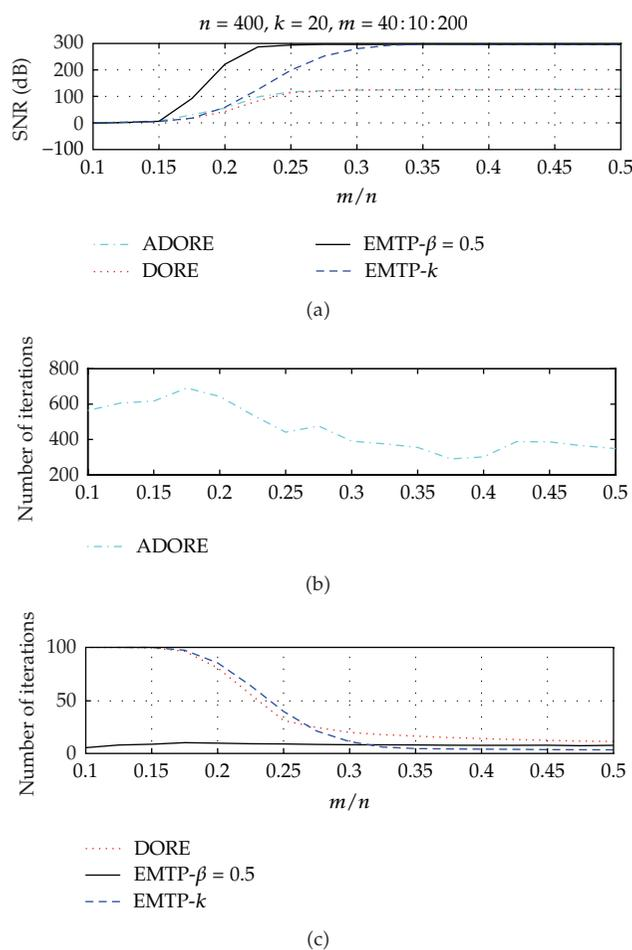 n = 400, k = 20, m = 40:10:200
SNR (dB)
300
200
100
0
−100
0.1 0.15 0.2 0.25 0.3 0.35 0.4 0.45 0.5
m/n
ADORE
DORE
EMTP-β = 0.5
EMTP-k
(a)
Number of iterations
800
600
400
200
0.1 0.15 0.2 0.25 0.3 0.35 0.4 0.45 0.5
ADORE
(b)
Number of iterations
100
50
0
0.1 0.15 0.2 0.25 0.3 0.35 0.4 0.45 0.5
m/n
DORE
EMTP-β = 0.5
EMTP-k
(c)